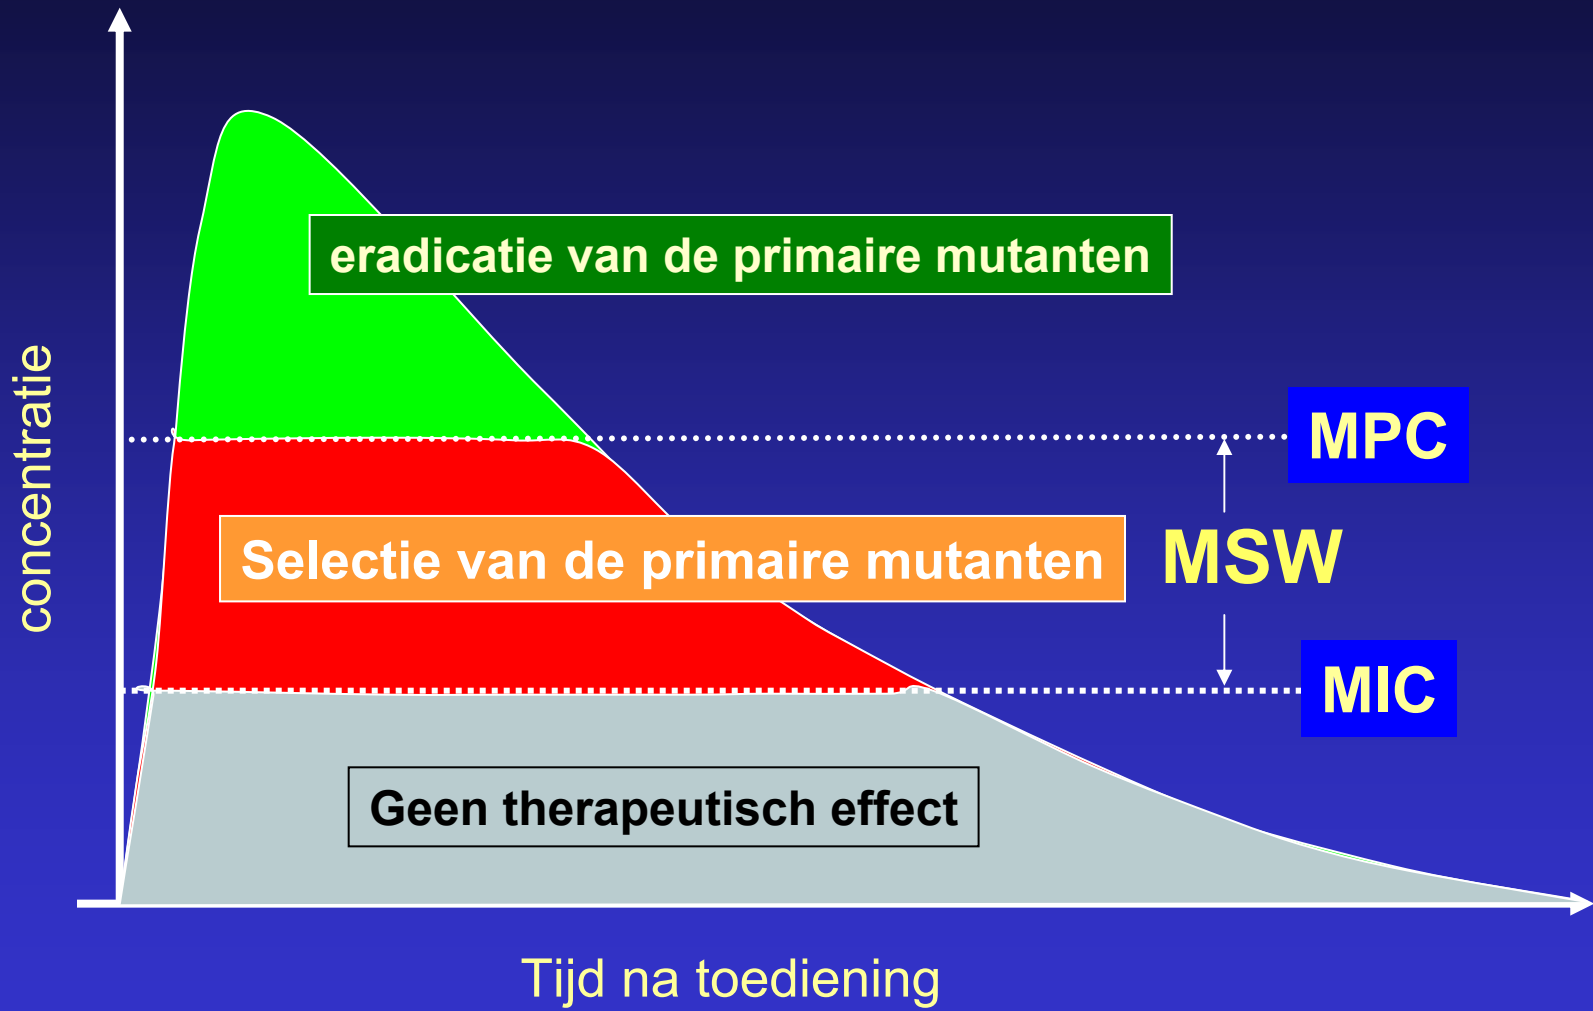 eradicatie van de primaire mutanten
concentratie
MPC
Selectie van de primaire mutanten
MSW
MIC
Geen therapeutisch effect
Tijd na toediening